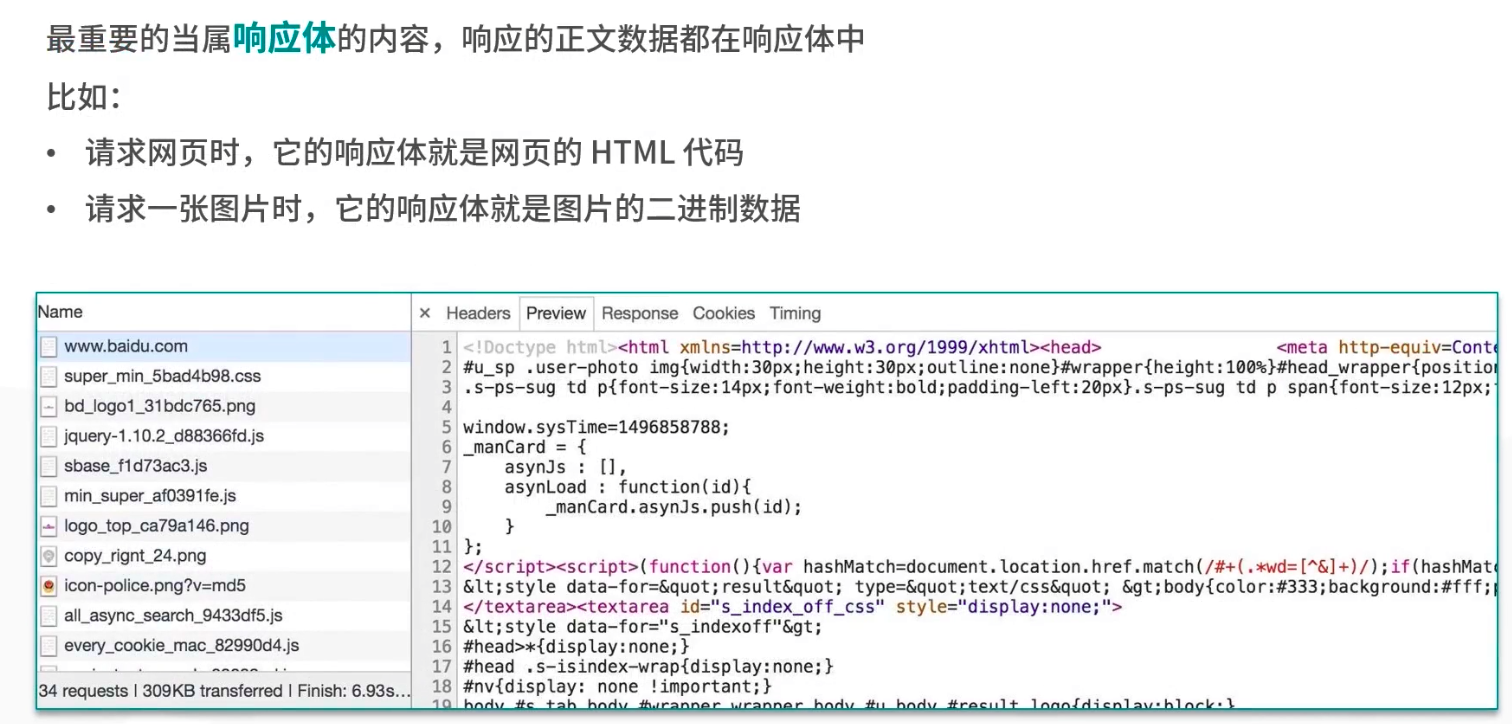 最重要的当属响应体的内容，响应的正文数据都在响应体中
比如：
• 请求网页时，它的响应体就是网页的 HTML 代码
• 请求一张图片时，它的响应体就是图片的二进制数据
Name
www.baidu.com
super_min_5bad4b98.css
bd_logo1_31bdc765.png
jquery-1.10.2_d88366fd.js
sbase_f1d73ac3.js
min_super_af0391fe.js
logo_top_ca79a146.png
copy_rignt_24.png
icon-police.png?v=md5
all_async_search_9433df5.js
every_cookie_mac_82990d4.js
34 requests | 309KB transferred | Finish: 6.93s...
× Headers Preview Response Cookies Timing
1 <!Doctype html><html xmlns=http://www.w3.org/1999/xhtml><head> <meta http-equiv=Conte
2 #u_sp .user-photo img{width:30px;height:30px;outline:none}#wrapper{height:100%}#head_wrapper{position
3 .s-ps-sug td p{font-size:14px;font-weight:bold;padding-left:20px}.s-ps-sug td p span{font-size:12px;
4
5 window.sysTime=1496858788;
6 _manCard = {
7 asynJs : [],
8 asynLoad : function(id){
9 _manCard.asynJs.push(id);
10 }
11 };
12 </script><script>(function(){var hashMatch=document.location.href.match(/#+(.*wd=[^&]+)/);if(hashMatc
13 &lt;style data-for=&quot;result&quot; type=&quot;text/css&quot; &gt;body{color:#333;background:#fff;p
14 </textarea><textarea id="s_index_off_css" style="display:none;">
15 &lt;style data-for="s_indexoff"&gt;
16 #head>*{display:none;}
17 #head .s-isindex-wrap{display:none;}
18 #nv{display: none !important;}
19 body #s_tab,body #wrapper_wrapper,body #u,body #result_logo{display:block;}